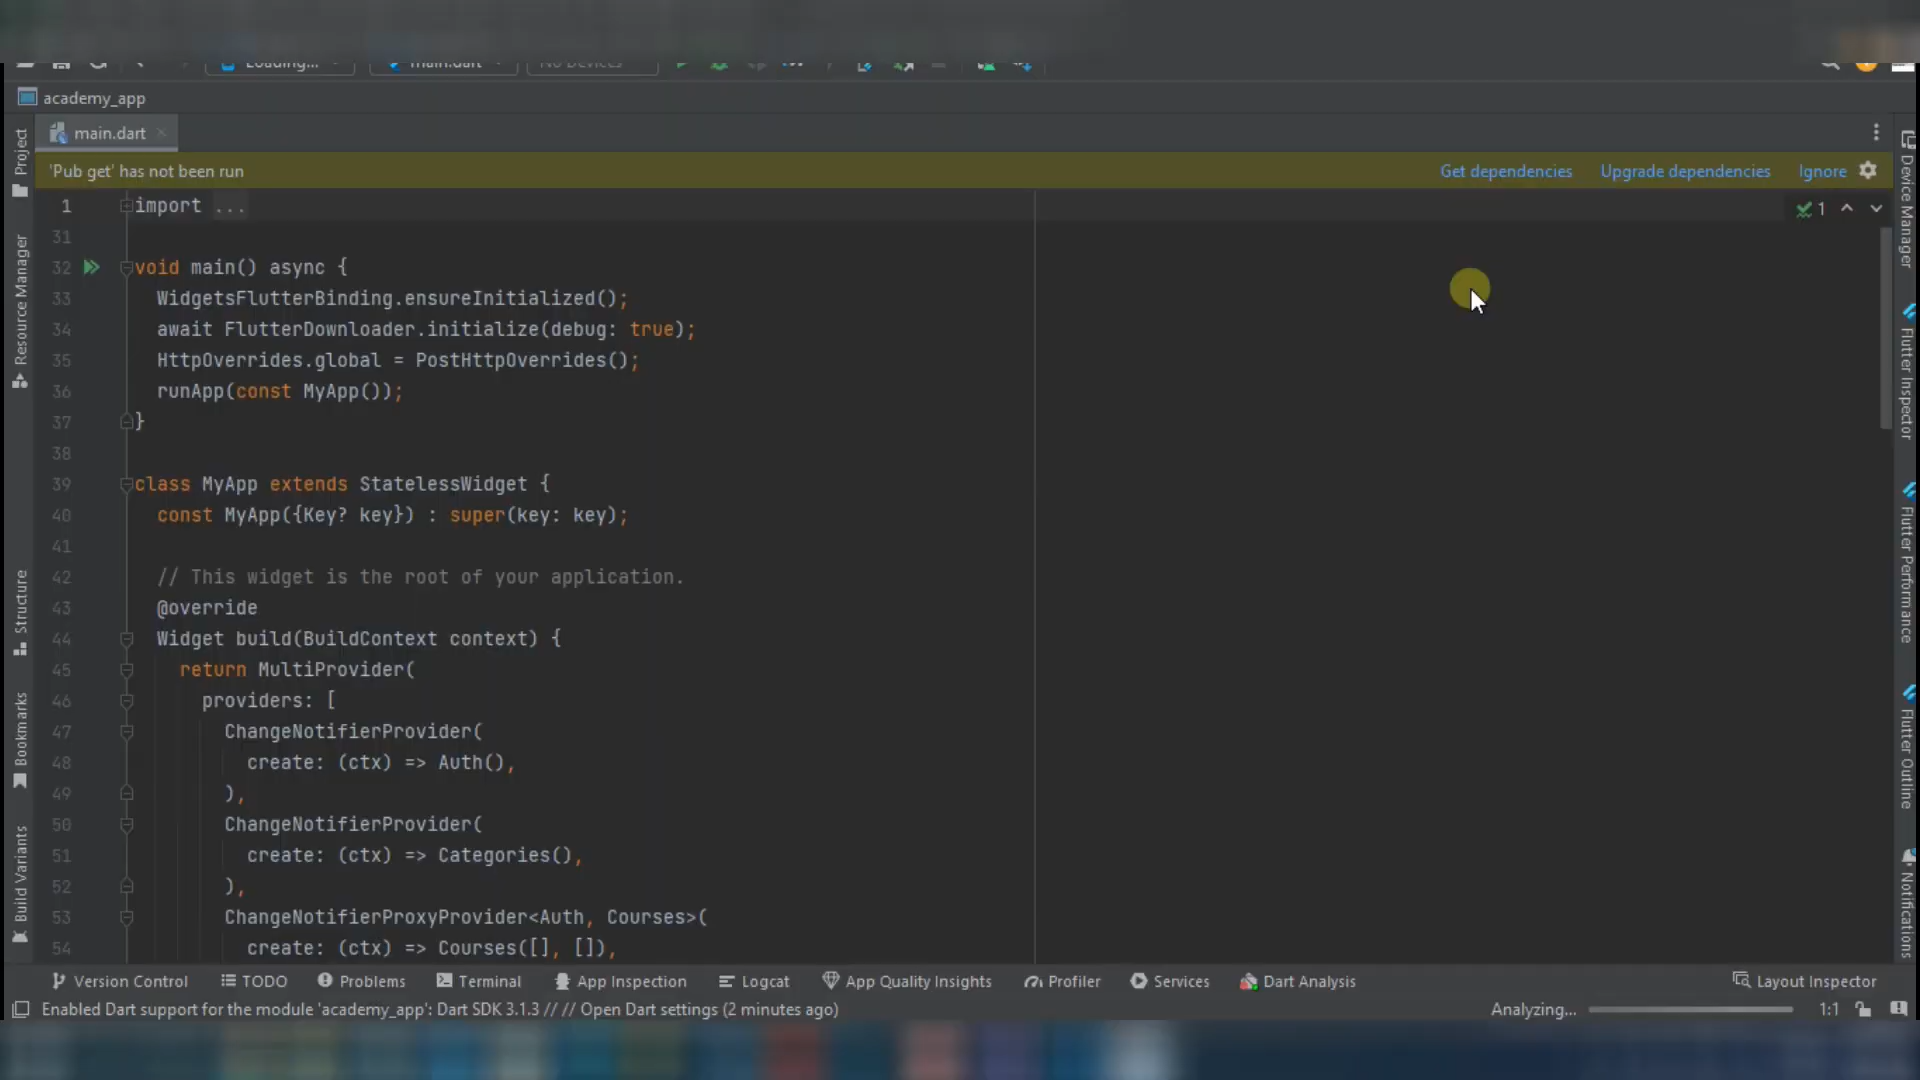 Loading...
main.dart
No Devices
academy_app
main.dart
'Pub get' has not been run
Get dependencies
Upgrade dependencies
Ignore
1 import ...
1
31
32 void main() async {
33 WidgetsFlutterBinding.ensureInitialized();
34 await FlutterDownloader.initialize(debug: true);
35 HttpOverrides.global = PostHttpOverrides();
36 runApp(const MyApp());
37 }
38
39 class MyApp extends StatelessWidget {
40 const MyApp({Key? key}) : super(key: key);
41
42 // This widget is the root of your application.
43 @override
44 Widget build(BuildContext context) {
45 return MultiProvider(
46 providers: [
47 ChangeNotifierProvider(
48 create: (ctx) => Auth(),
49 ),
50 ChangeNotifierProvider(
51 create: (ctx) => Categories(),
52 ),
53 ChangeNotifierProxyProvider<Auth, Courses>(
54 create: (ctx) => Courses([], []),
Project
Resource Manager
Structure
Bookmarks
Build Variants
Device Manager
Flutter Inspector
Flutter Performance
Flutter Outline
Notifications
Version Control
TODO
Problems
Terminal
App Inspection
Logcat
App Quality Insights
Profiler
Services
Dart Analysis
Layout Inspector
Enabled Dart support for the module 'academy_app': Dart SDK 3.1.3 // // Open Dart settings (2 minutes ago)
Analyzing...
1:1